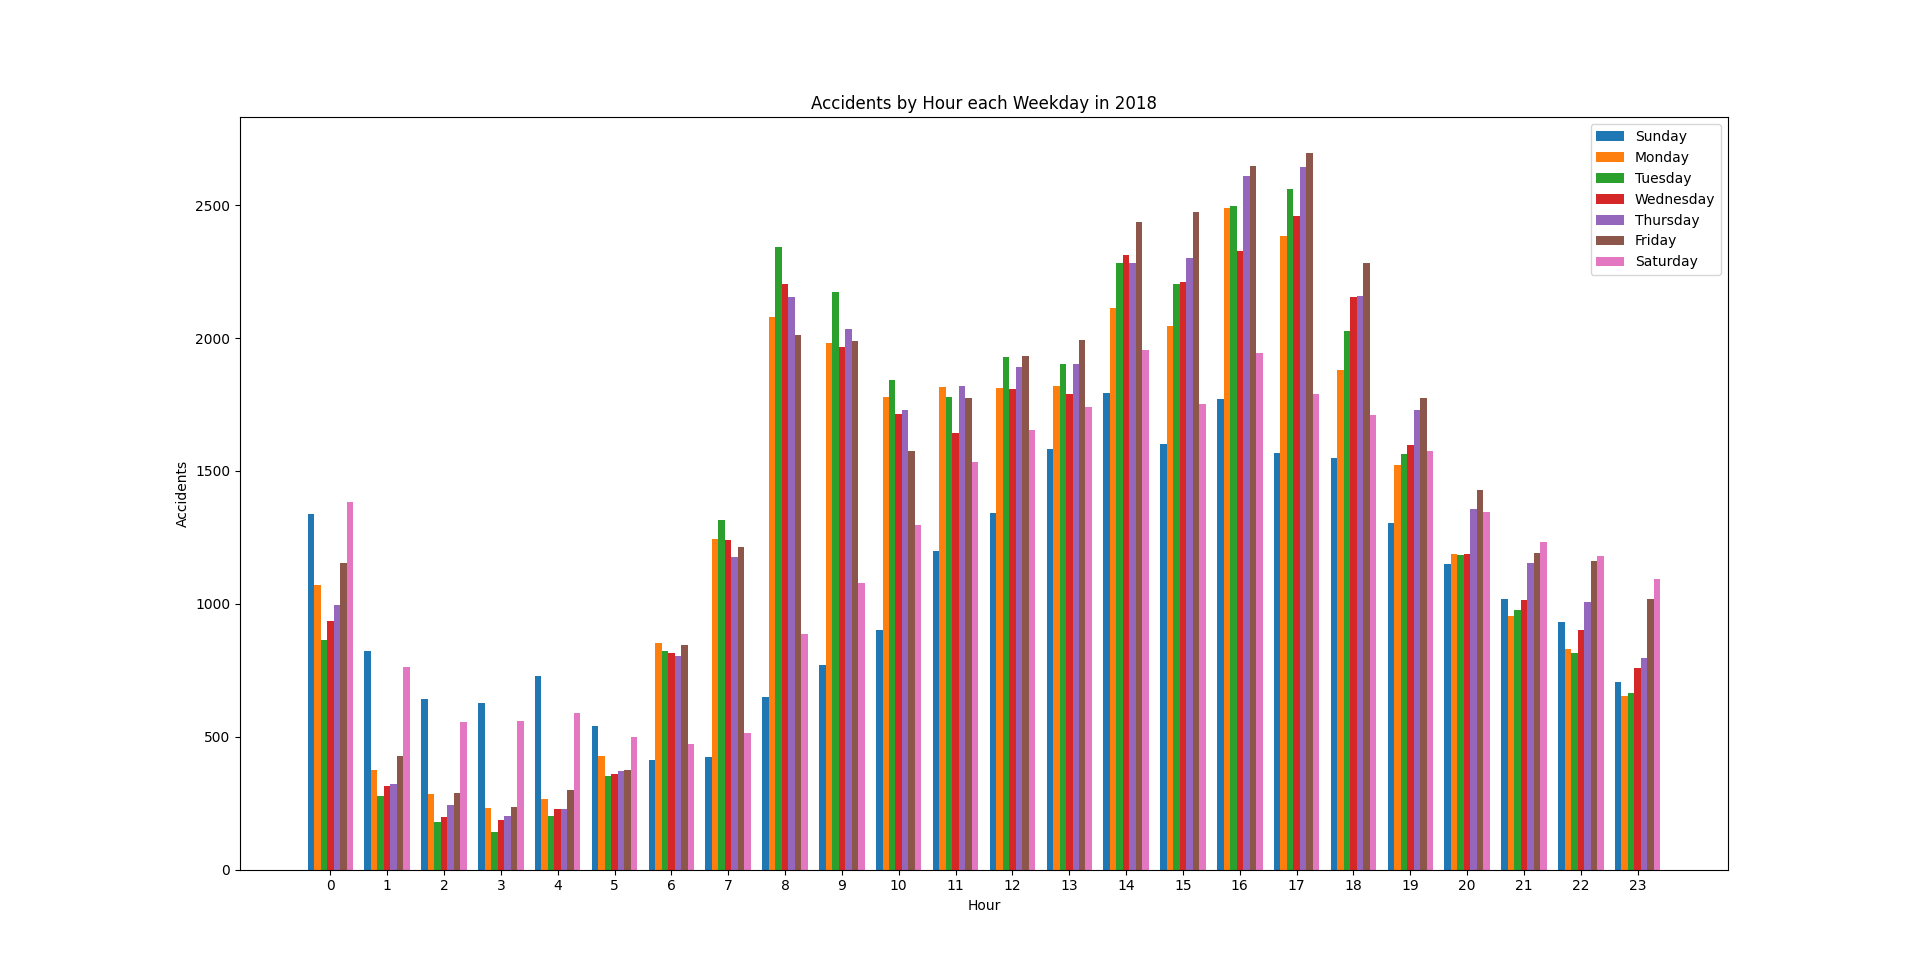 Accidents by Hour each Weekday in 2018
Sunday
Monday
Tuesday
Wednesday
Thursday
Friday
Saturday
Accidents
2500
2000
1500
1000
500
0
0 1 2 3 4 5 6 7 8 9 10 11 12 13 14 15 16 17 18 19 20 21 22 23
Hour